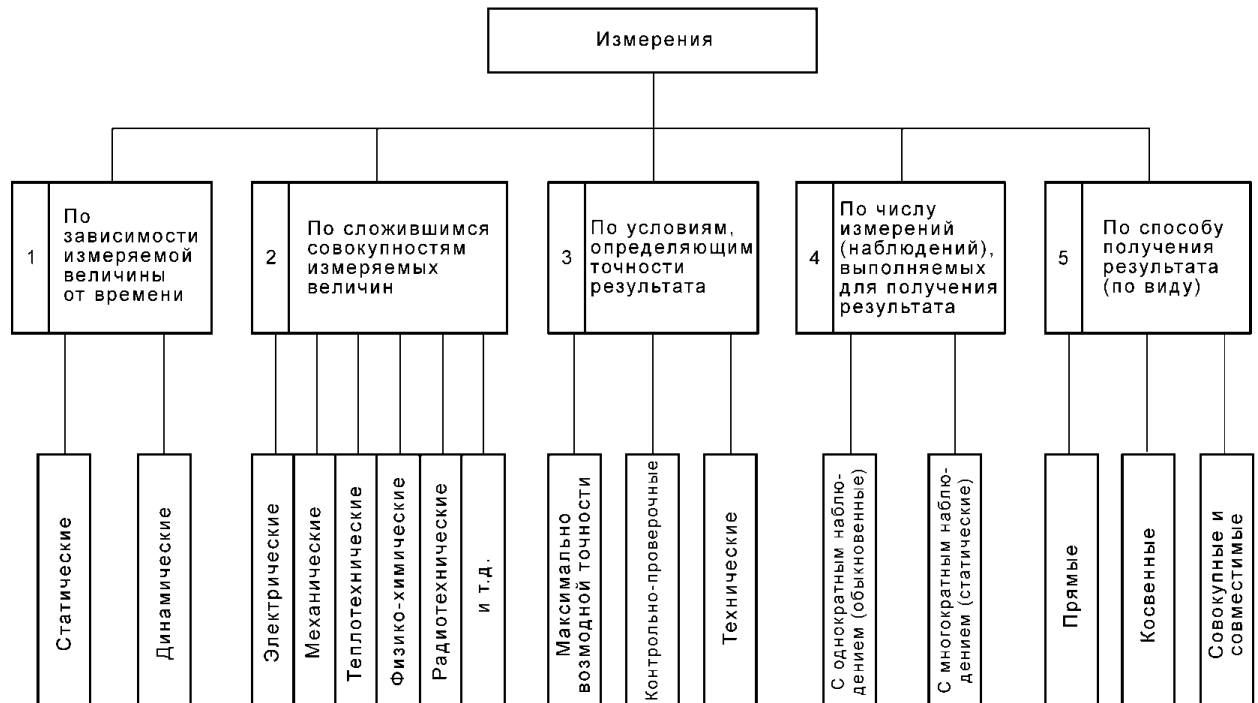 Измерения
1
По
зависимости
измеряемой
величины
от времени
2
По сложившимся
совокупностям
измеряемых
величин
3
По условиям,
определяющим
точности
результата
4
По числу
измерений
(наблюдений),
выполняемых
для получения
результата
5
По способу
получения
результата
(по виду)
Статические
Динамические
Электрические
Механические
Теплотехнические
Физико-химические
Радиотехнические
и т.д.
Максимально
возмодной точности
Контрольно-проверочные
Технические
С однократным наблю-
дением (обыкновенные)
С многократным наблю-
дением (статические)
Прямые
Косвенные
Совокупные и
совместимые